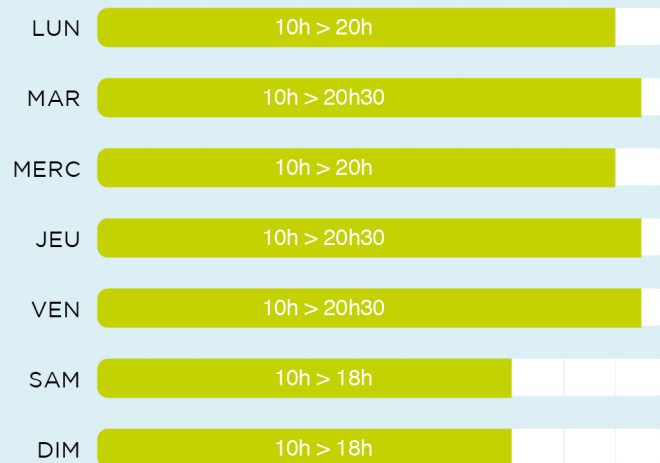 LUN 10h > 20h
MAR 10h > 20h30
MERC 10h > 20h
JEU 10h > 20h30
VEN 10h > 20h30
SAM 10h > 18h
DIM 10h > 18h